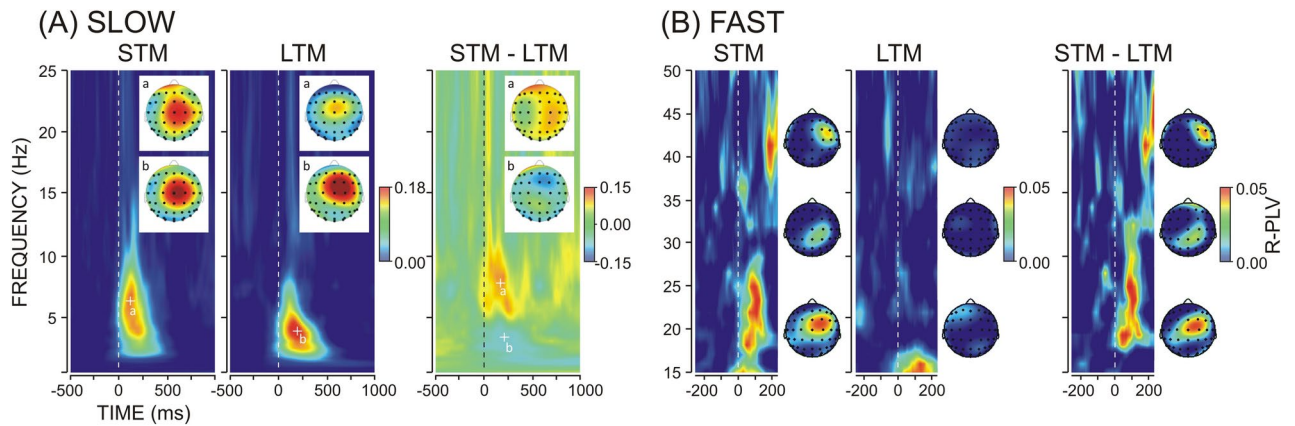 (A) SLOW
(B) FAST
STM
LTM
STM - LTM
STM
LTM
STM - LTM
FREQUENCY (Hz)
25
20
15
10
5
a
b
a
b
a
b
a
b
a
b
0.18
0.00
0.15
0.00
-0.15
-500
0
500
-500
0
500
1000
-500
0
500
1000
TIME (ms)
50
45
40
35
30
25
20
15
0.05
0.00
0.05
0.00
R-PLV
-200
0
200
-200
0
200
-200
0
200